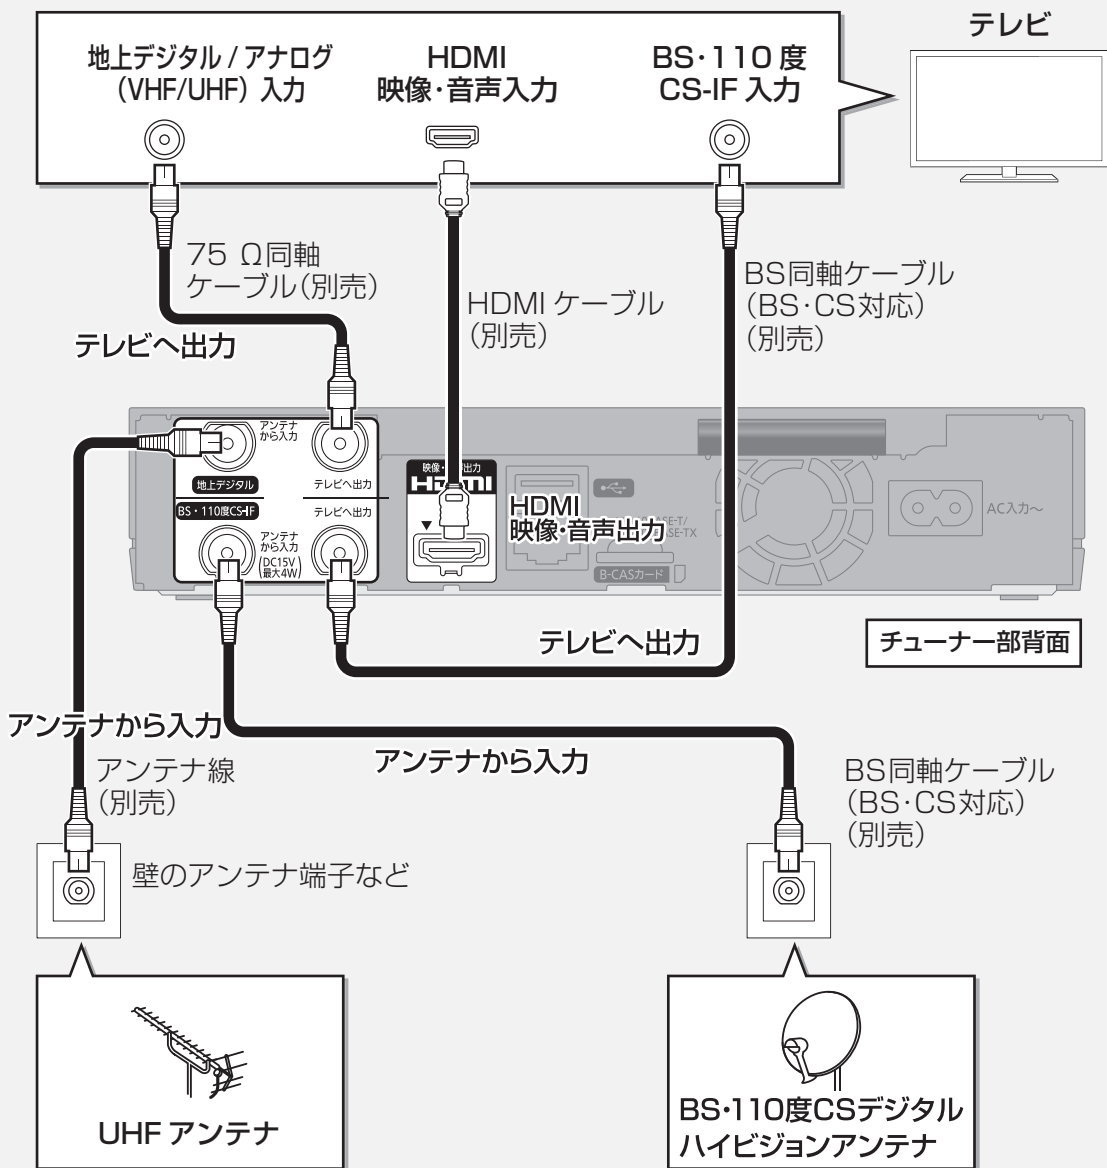 テレビ
地上デジタル / アナログ
(VHF/UHF) 入力
HDMI
映像・音声入力
BS・110 度
CS-IF 入力
75 Ω同軸
ケーブル(別売)
HDMI ケーブル
(別売)
BS同軸ケーブル
(BS・CS対応)
(別売)
テレビへ出力
アンテナ
から入力
地上デジタル
テレビへ出力
BS・110度CS-IF
テレビへ出力
アンテナ
から入力
(DC15V
最大4W)
HDMI
HDMI
映像・音声出力
B-CASカード
AC入力～
テレビへ出力
チューナー部背面
アンテナから入力
アンテナから入力
アンテナ線
(別売)
BS同軸ケーブル
(BS・CS対応)
(別売)
壁のアンテナ端子など
UHF アンテナ
BS・110度CSデジタル
ハイビジョンアンテナ